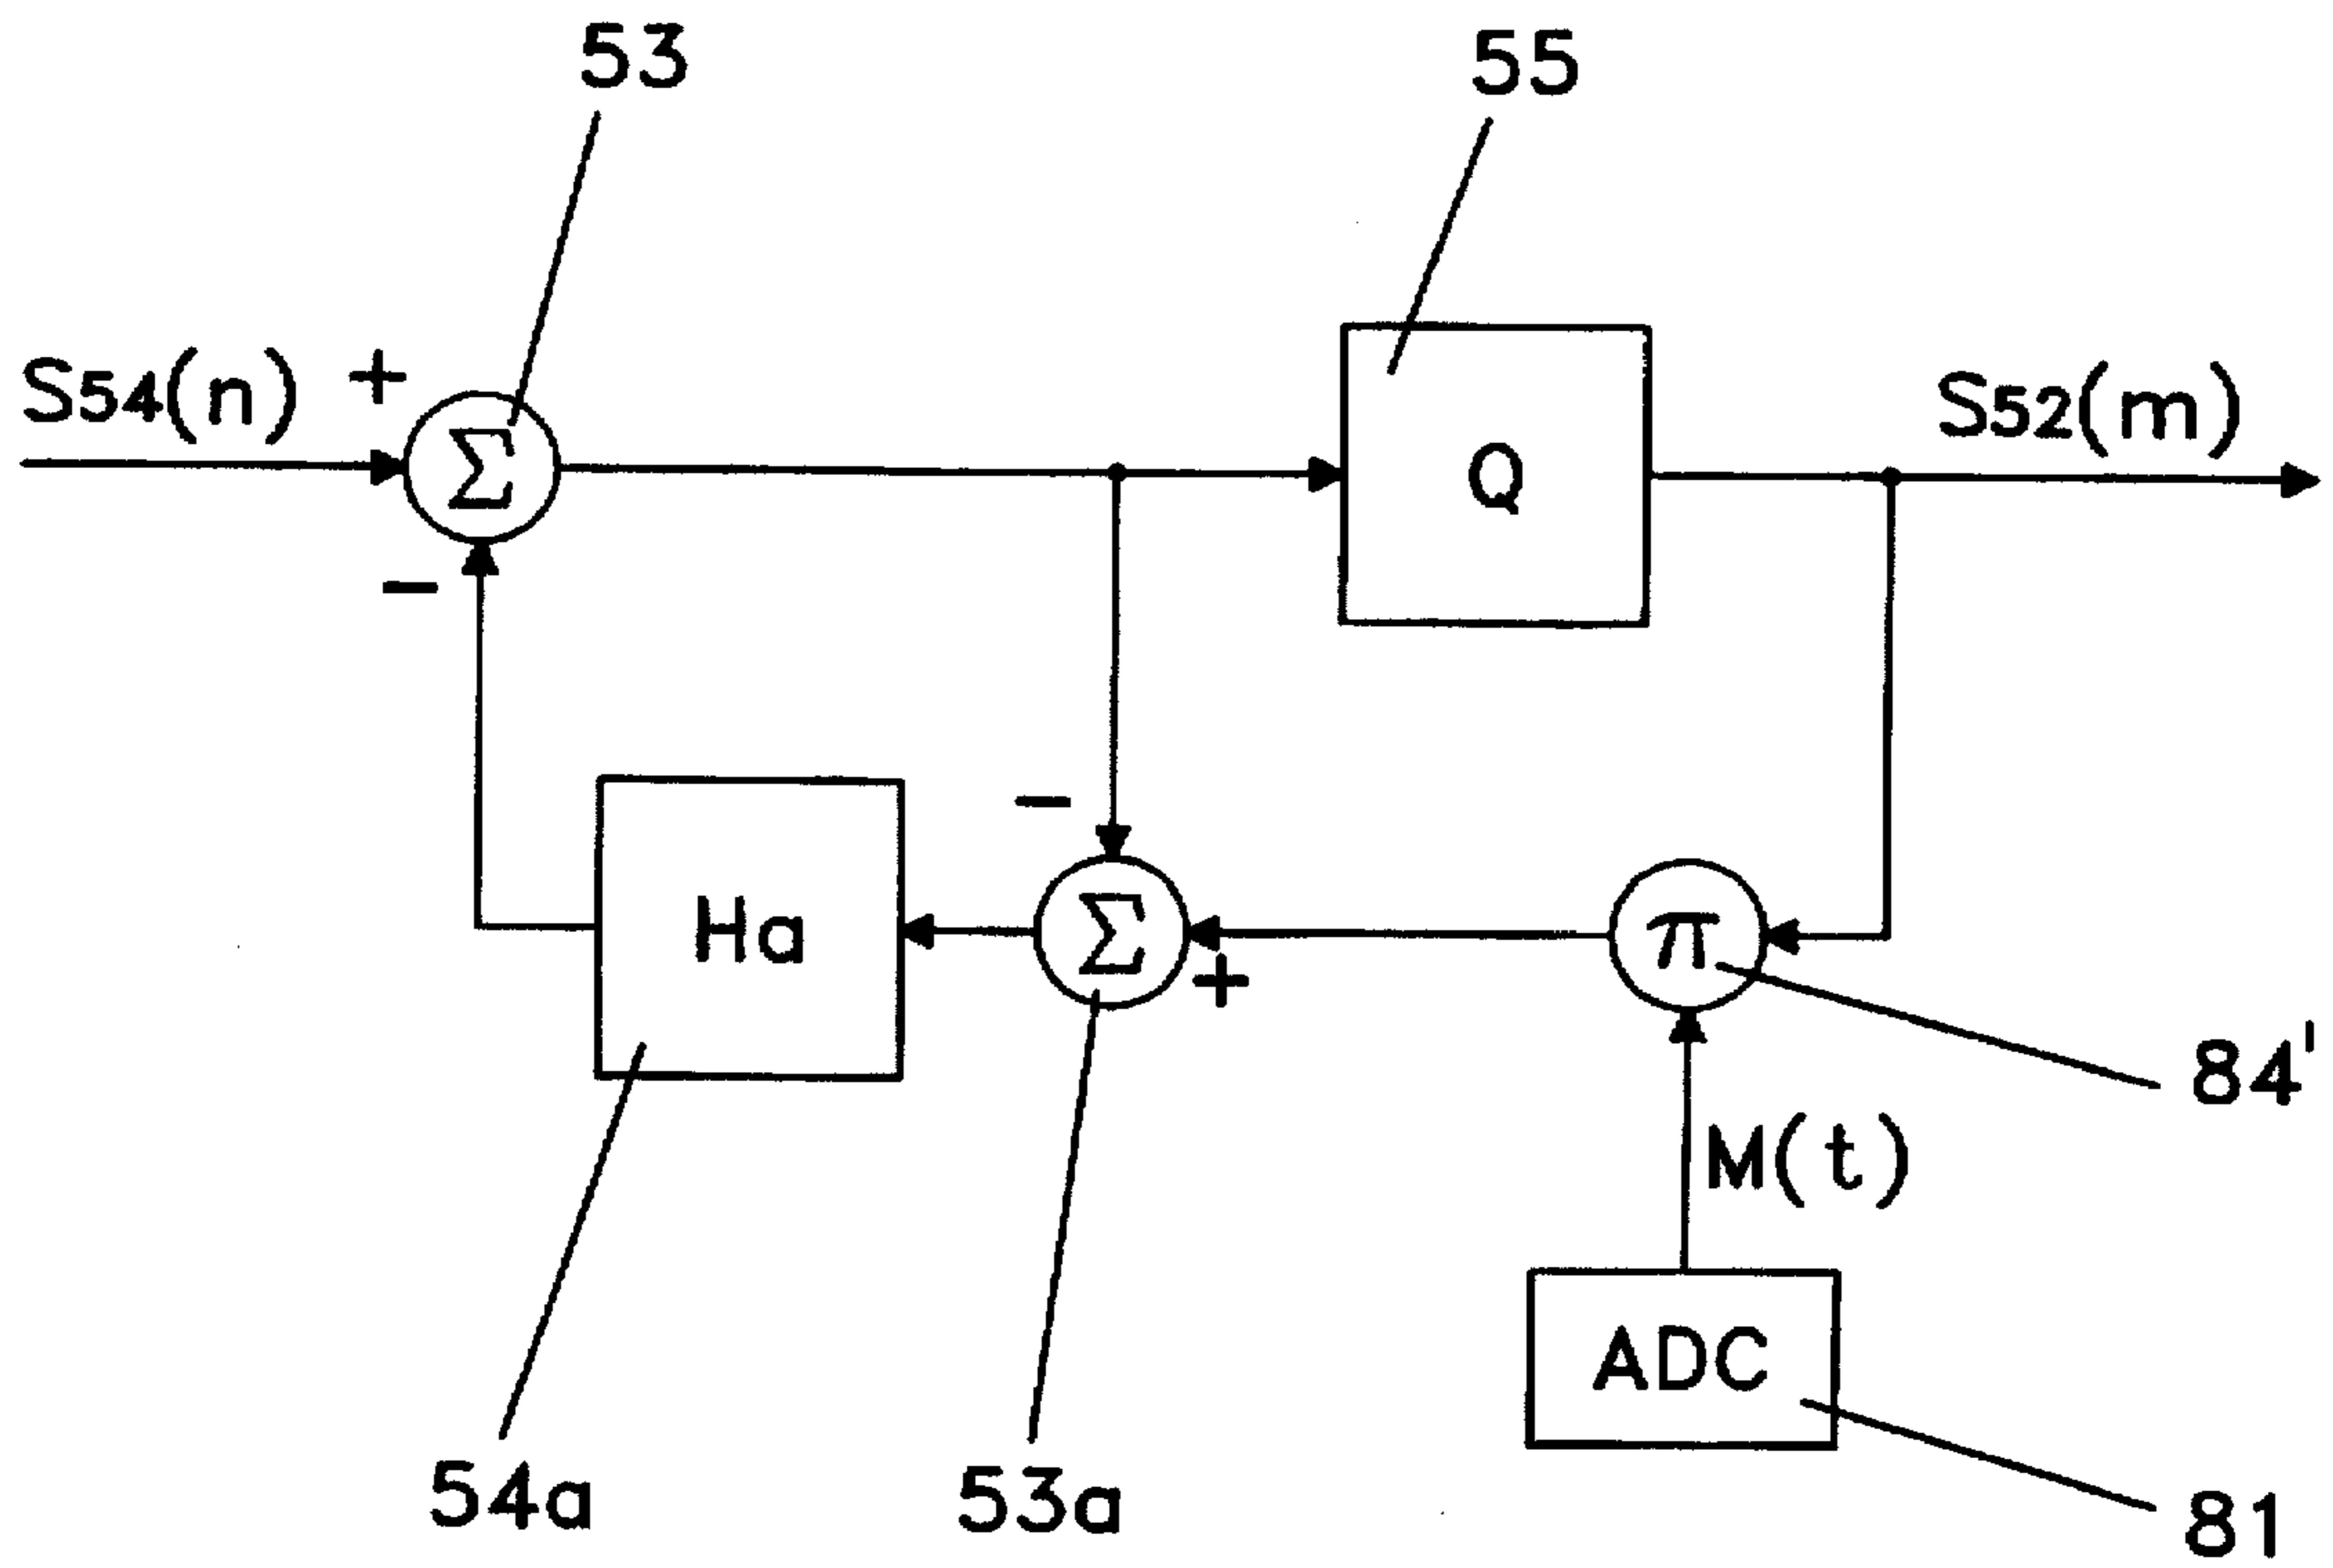 53
55
S54(n)
+
S52(m)
Σ
Q
−
−
Ha
Σ
+
π
84'
M(t)
ADC
54a
53a
81